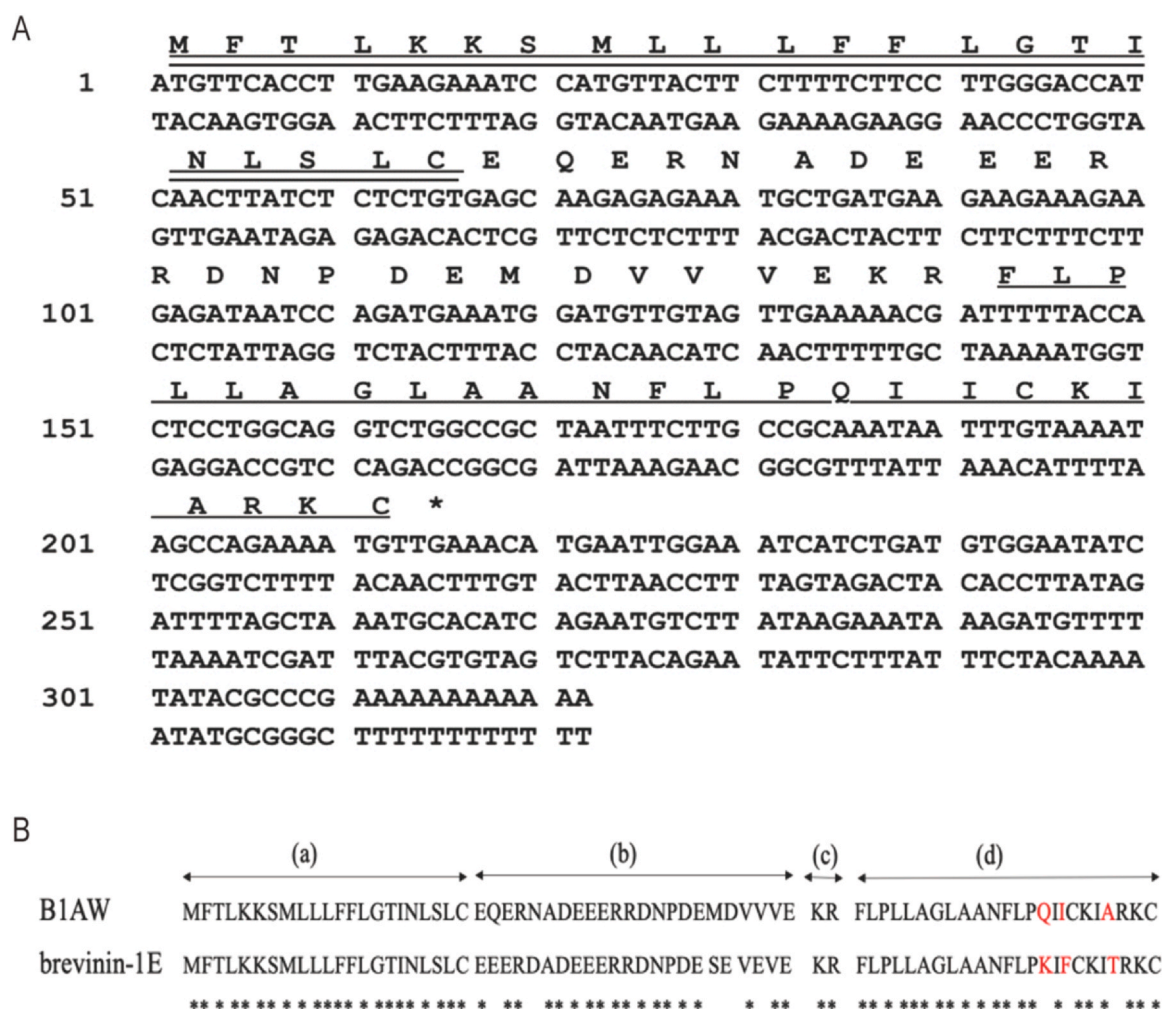 A
M F T L K K S M L L L F F L G T I
1 ATGTTCACCT TGAAGAAATC CATGTTACTT CTTTTCTTCC TTGGGACCAT
TACAAGTGGA ACTTCTTTAG GTACAATGAA GAAAAGAAGG AACCCTGGTA
N L S L C E Q E R N A D E E E R
51 CAACTTATCT CTCTGTGAGC AAGAGAGAAA TGCTGATGAA GAAGAAAGAA
GTTGAATAGA GAGACACTCG TTCTCTCTTT ACGACTACTT CTTCTTTCTT
R D N P D E M D V V V E K R F L P
101 GAGATAATCC AGATGAAATG GATGTTGTAG TTGAAAAACG ATTTTTACCA
CTCTATTAGG TCTACTTTAC CTACAACATC AACTTTTTGC TAAAAATGGT
L L A G L A A N F L P Q I I C K I
151 CTCCTGGCAG GTCTGGCCGC TAATTTCTTG CCGCAAATAA TTTGTAAAAT
GAGGACCGTC CAGACCGGCG ATTAAAGAAC GGCGTTTATT AAACATTTTA
A R K C *
201 AGCCAGAAAA TGTTGAAACA TGAATTGGAA ATCATCTGAT GTGGAATATC
TCGGTCTTTT ACAACTTTGT ACTTAACCTT TAGTAGACTA CACCTTATAG
251 ATTTTAGCTA AATGCACATC AGAATGTCTT ATAAGAAATA AAGATGTTTT
TAAAATCGAT TTACGTGTAG TCTTACAGAA TATTCTTTAT TTCTACAAAA
301 TATACGCCCG AAAAAAAAAA AA
ATATGCGGGC TTTTTTTTTT TT
B
(a) (b) (c) (d)
B1AW MFTLKKSMLLLFFLGTINLSLC EQERNADEEERRDNPDEMDVVVE KR FLPLLAGLAANFLPQIICKIARKC
brevinin-1E MFTLKKSMLLLFFLGTINLSLC EEERDADEEERRDNPDE SE VEVE KR FLPLLAGLAANFLPKIFCKITRKC
** ** ** ** ** ** ** ** ** ** ** * ** ** ** ** ** ** ** * * * ** ** ** ** ** ** ** ** * * ** ***